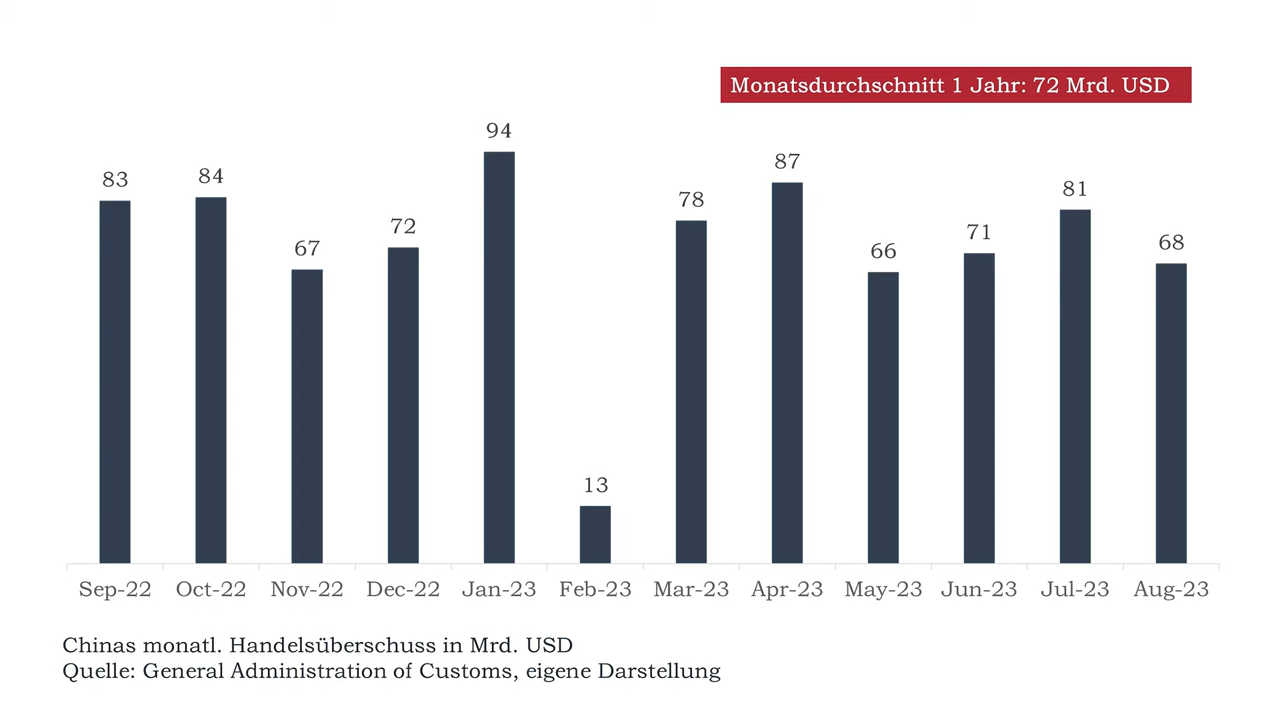 Monatsdurchschnitt 1 Jahr: 72 Mrd. USD
83 84 67 72 94 13 78 87 66 71 81 68
Sep-22 Oct-22 Nov-22 Dec-22 Jan-23 Feb-23 Mar-23 Apr-23 May-23 Jun-23 Jul-23 Aug-23
Chinas monatl. Handelsüberschuss in Mrd. USD
Quelle: General Administration of Customs, eigene Darstellung